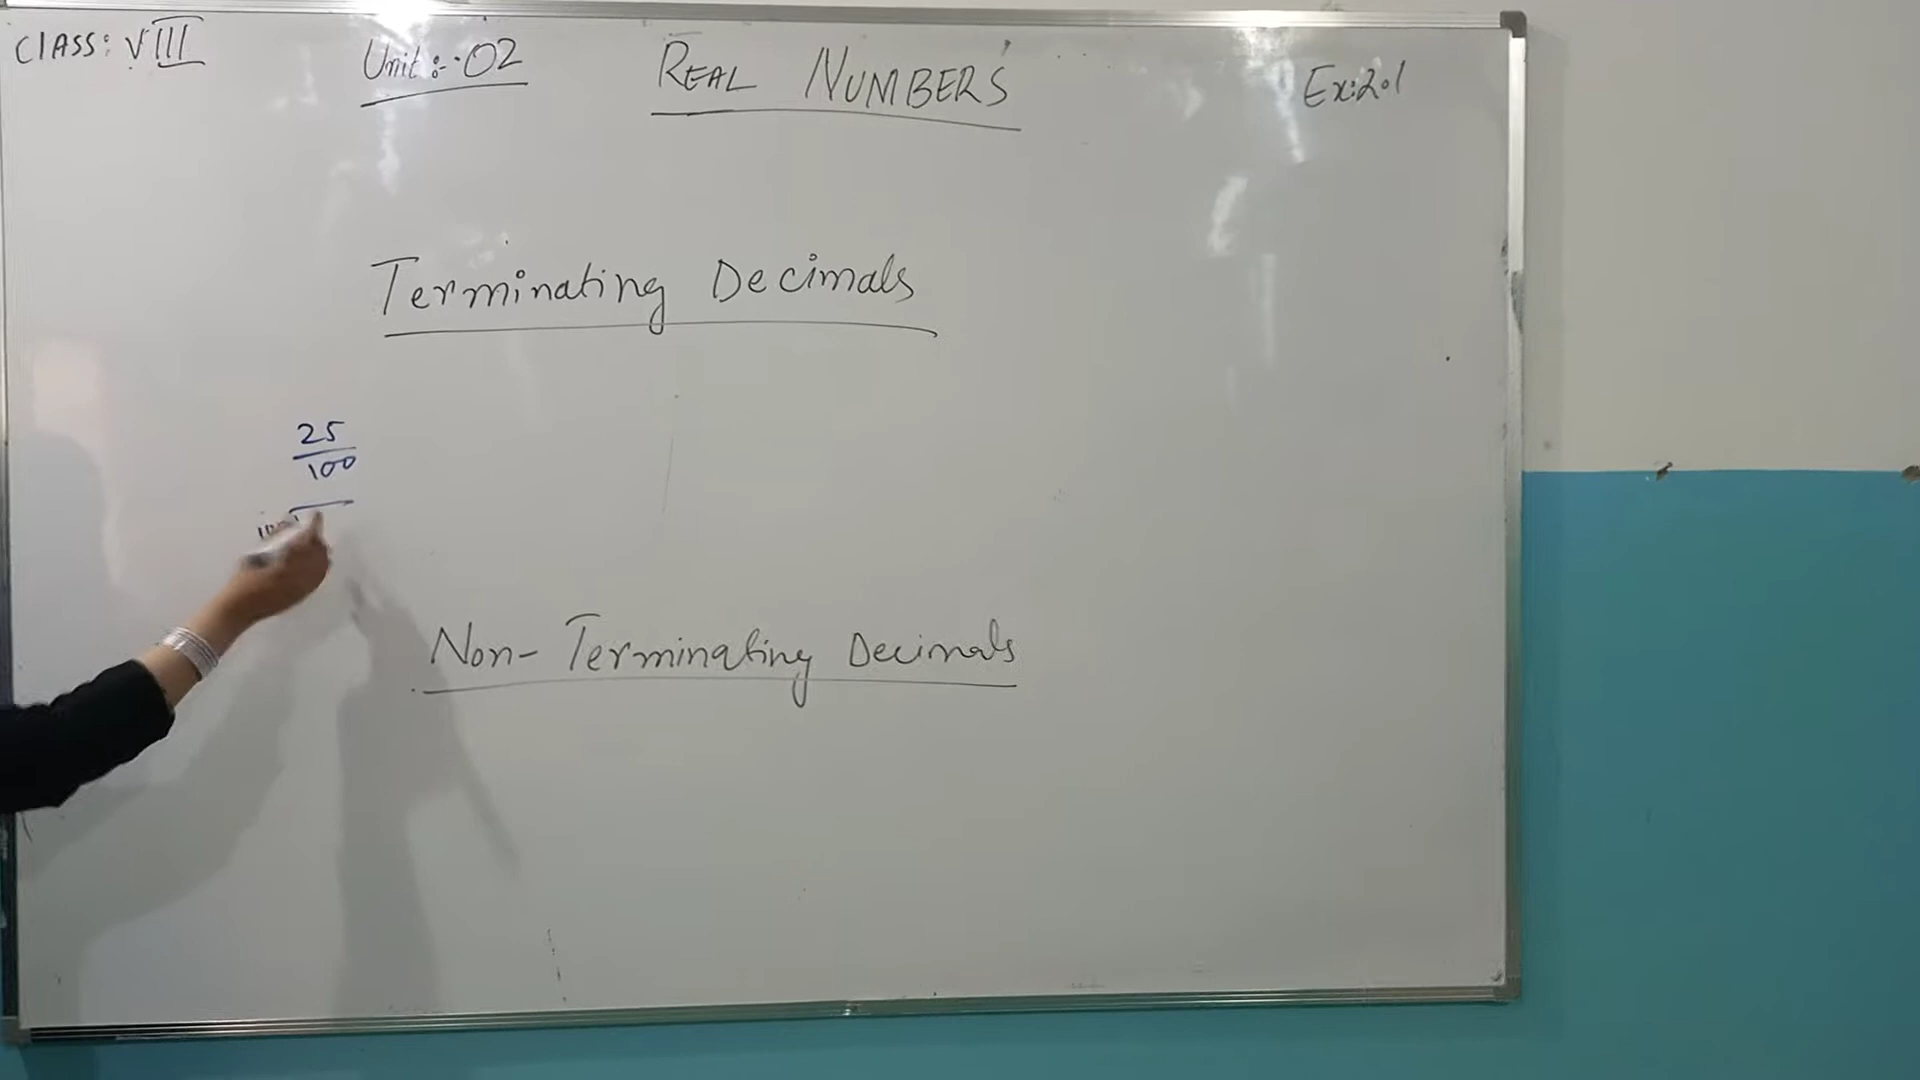 CLASS: VIII
Unit :- 02
REAL NUMBERS
Ex:2.1
Terminating Decimals
25
100
Non-Terminating Decimals